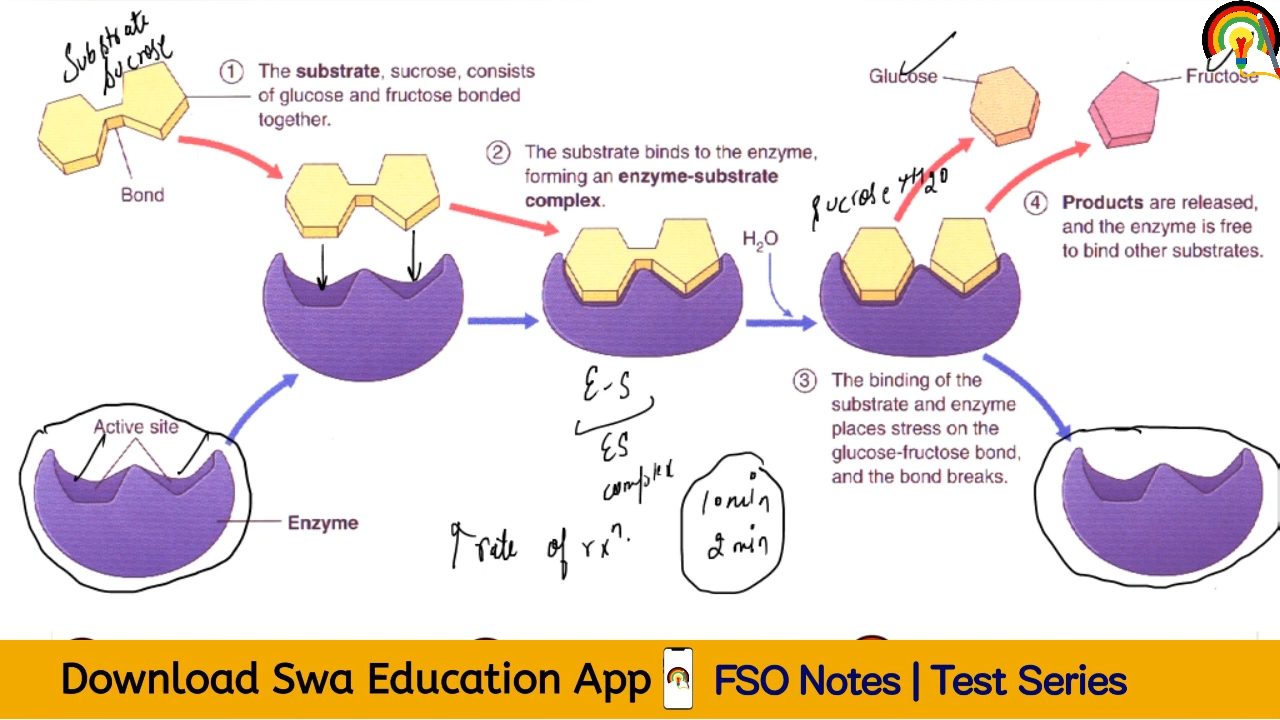 Substrate
Sucrose
① The substrate, sucrose, consists
of glucose and fructose bonded
together.
Bond
② The substrate binds to the enzyme,
forming an enzyme-substrate
complex.
H₂O
Sucrose + H2O
Glucose
Fructose
④ Products are released,
and the enzyme is free
to bind other substrates.
③ The binding of the
substrate and enzyme
places stress on the
glucose-fructose bond,
and the bond breaks.
Active site
Enzyme
E-S
ES
complex
↑ rate of rxⁿ.
10 min
2 min
Download Swa Education App
FSO Notes | Test Series